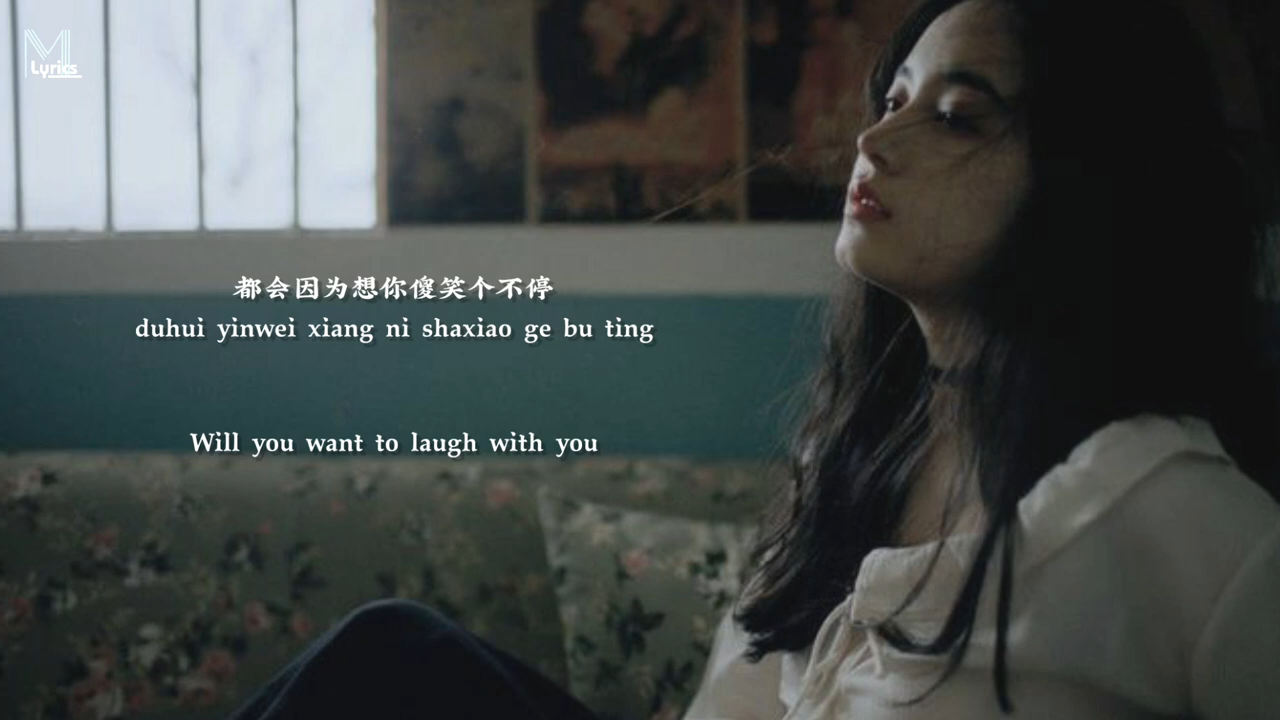 M
Lyrics
都会因为想你傻笑个不停
duhui yinwei xiang ni shaxiao ge bu ting
Will you want to laugh with you